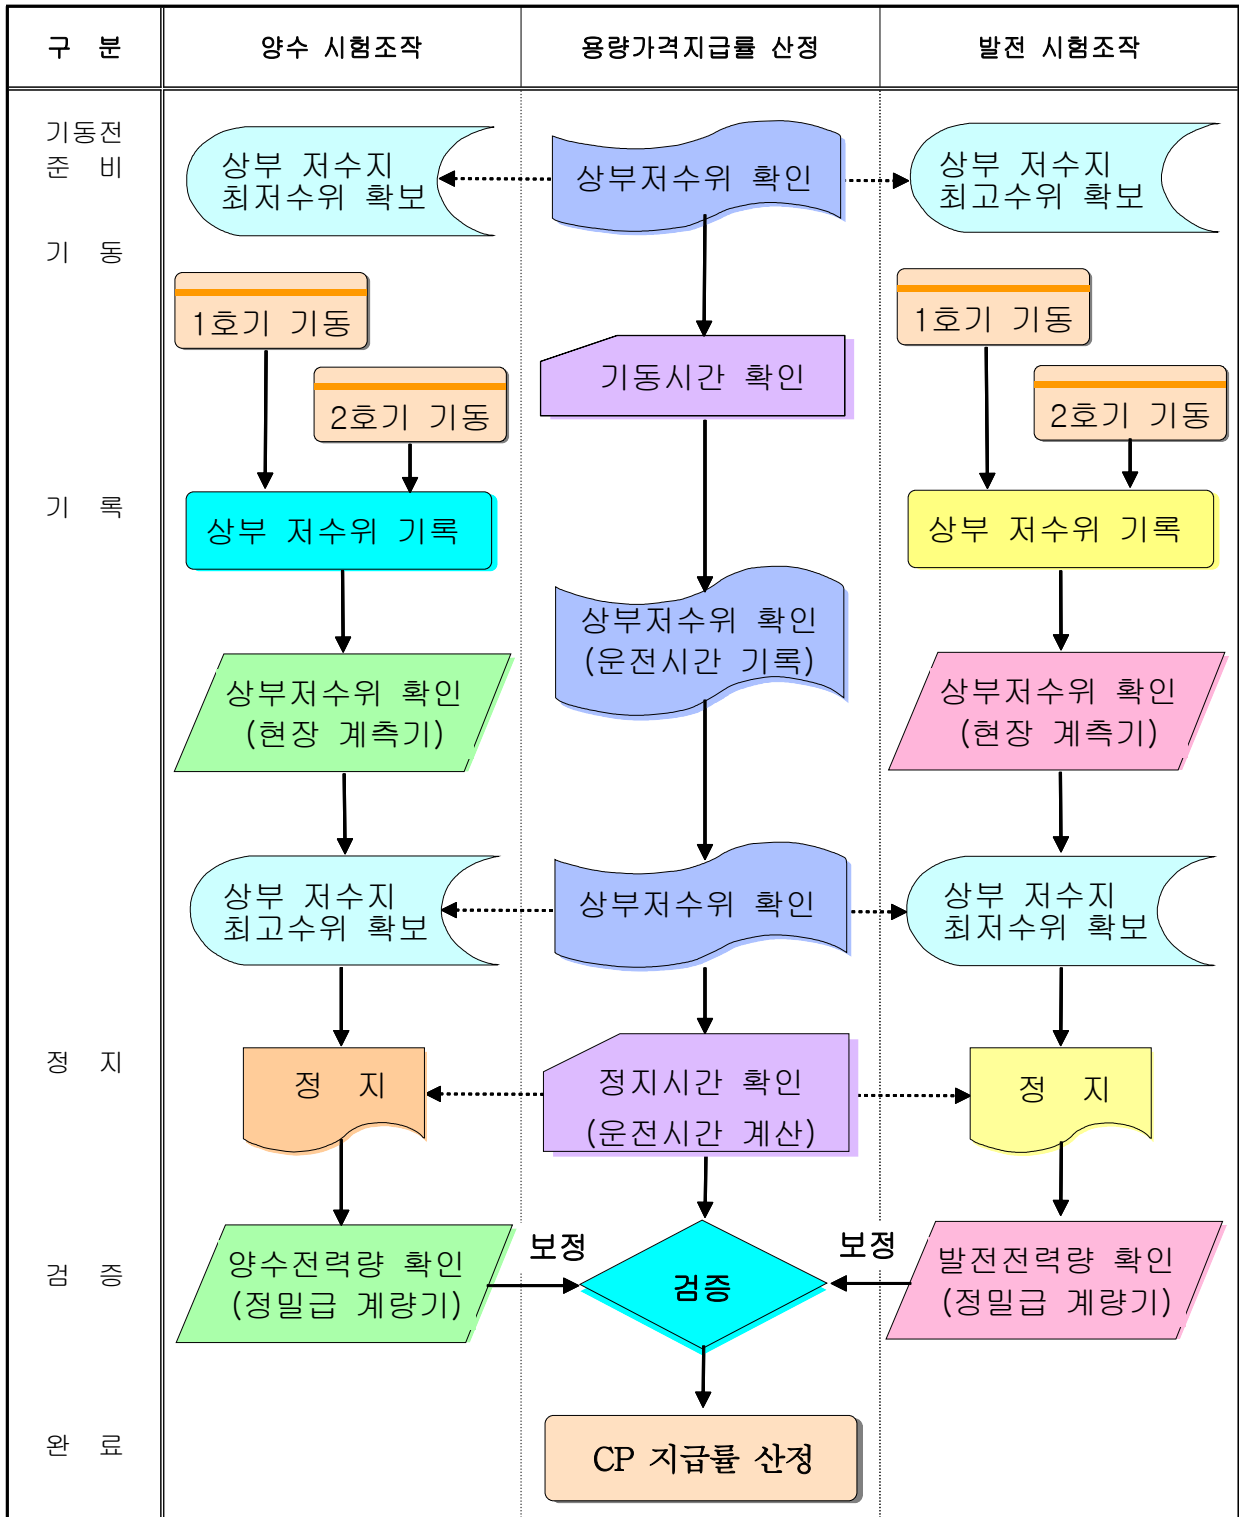 구 분
양수 시험조작
용량가격지급률 산정
발전 시험조작
기동전
준 비
상부 저수지
최저수위 확보
상부저수위 확인
상부 저수지
최고수위 확보
기 동
1호기 기동
2호기 기동
기동시간 확인
1호기 기동
2호기 기동
기 록
상부 저수위 기록
상부 저수위 기록
상부저수위 확인
(운전시간 기록)
상부저수위 확인
(현장 계측기)
상부저수위 확인
(현장 계측기)
상부 저수지
최고수위 확보
상부저수위 확인
상부 저수지
최저수위 확보
정 지
정 지
정지시간 확인
(운전시간 계산)
정 지
검 증
양수전력량 확인
(정밀급 계량기)
보정
검증
보정
발전전력량 확인
(정밀급 계량기)
완 료
CP 지급률 산정